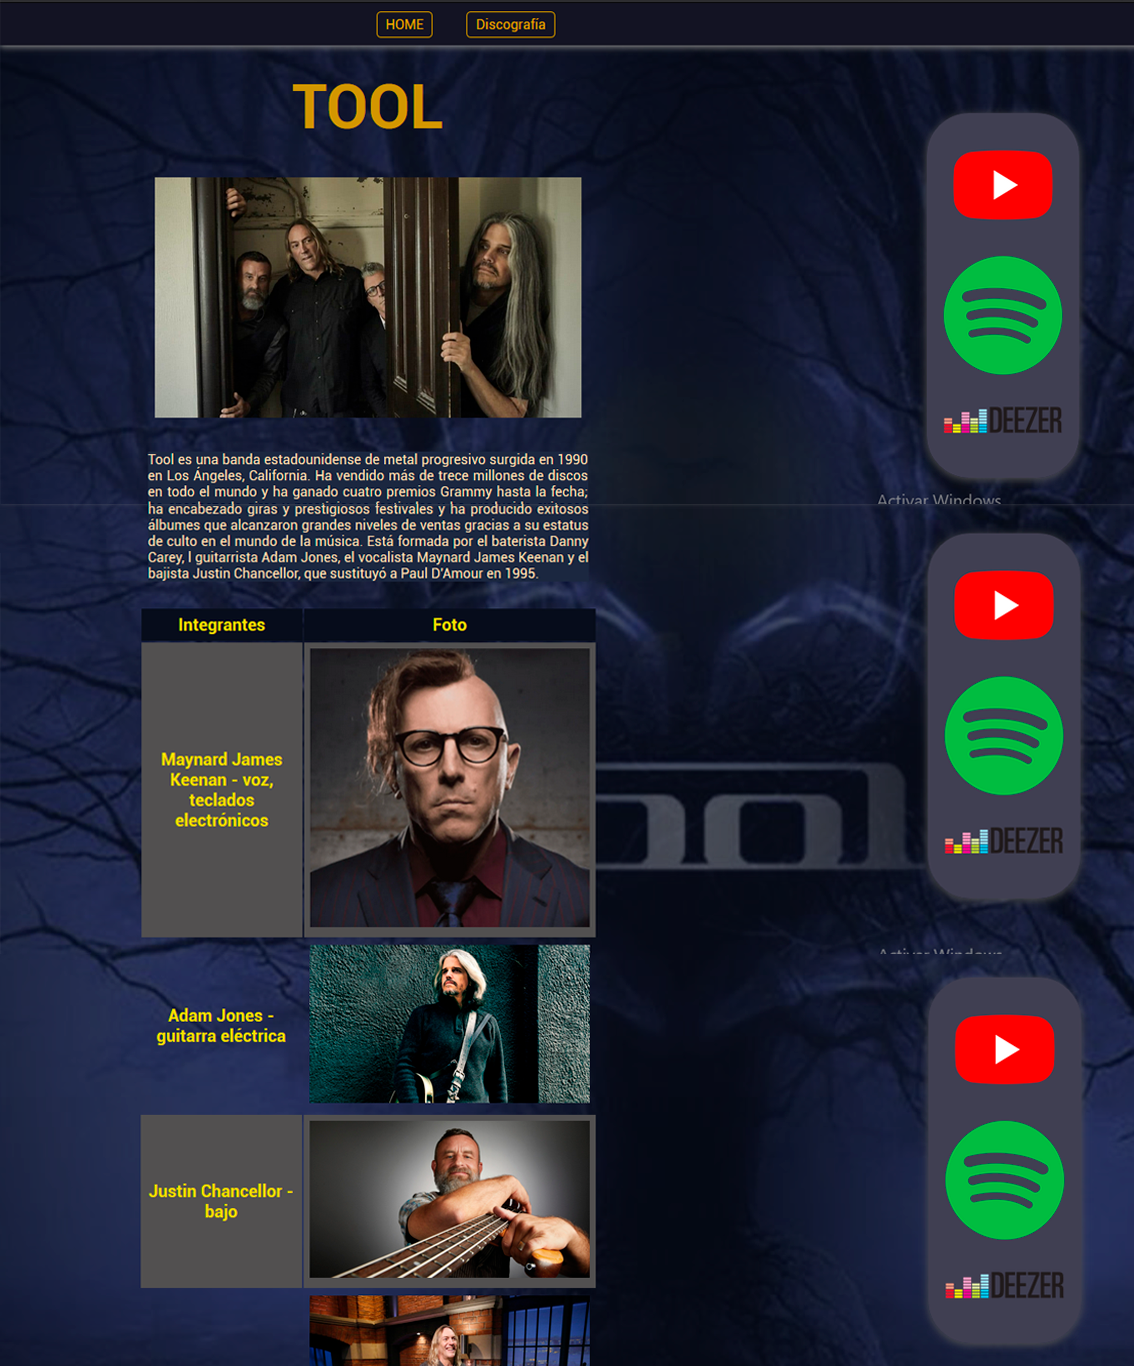 HOME
Discografía
TOOL
Tool es una banda estadounidense de metal progresivo surgida en 1990
en Los Ángeles, California. Ha vendido más de trece millones de discos
en todo el mundo y ha ganado cuatro premios Grammy hasta la fecha;
ha encabezado giras y prestigiosos festivales y ha producido exitosos
álbumes que alcanzaron grandes niveles de ventas gracias a su estatus
de culto en el mundo de la música. Está formada por el baterista Danny
Carey, l guitarrista Adam Jones, el vocalista Maynard James Keenan y el
bajista Justin Chancellor, que sustituyó a Paul D'Amour en 1995.
Integrantes
Foto
Maynard James
Keenan - voz,
teclados
electrónicos
Adam Jones -
guitarra eléctrica
Justin Chancellor -
bajo
DEEZER
Activar Windows
DEEZER
Activar Windows
DEEZER